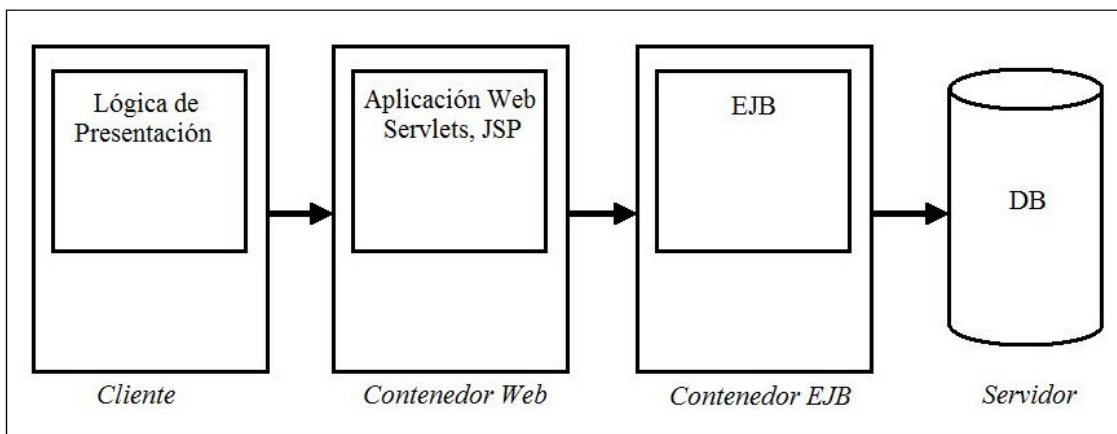 Lógica de
Presentación
Aplicación Web
Servlets, JSP
EJB
DB
Cliente
Contenedor Web
Contenedor EJB
Servidor